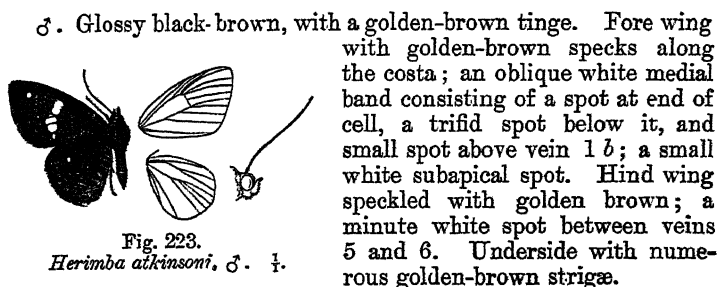 ♂. Glossy black-brown, with a golden-brown tinge. Fore wing
with golden-brown specks along
the costa; an oblique white medial
band consisting of a spot at end of
cell, a trifid spot below it, and
small spot above vein 1 b; a small
white subapical spot. Hind wing
speckled with golden brown; a
minute white spot between veins
5 and 6. Underside with nume-
rous golden-brown strigæ.
Fig. 223.
Herimba atkinsoni, ♂. 1/1.